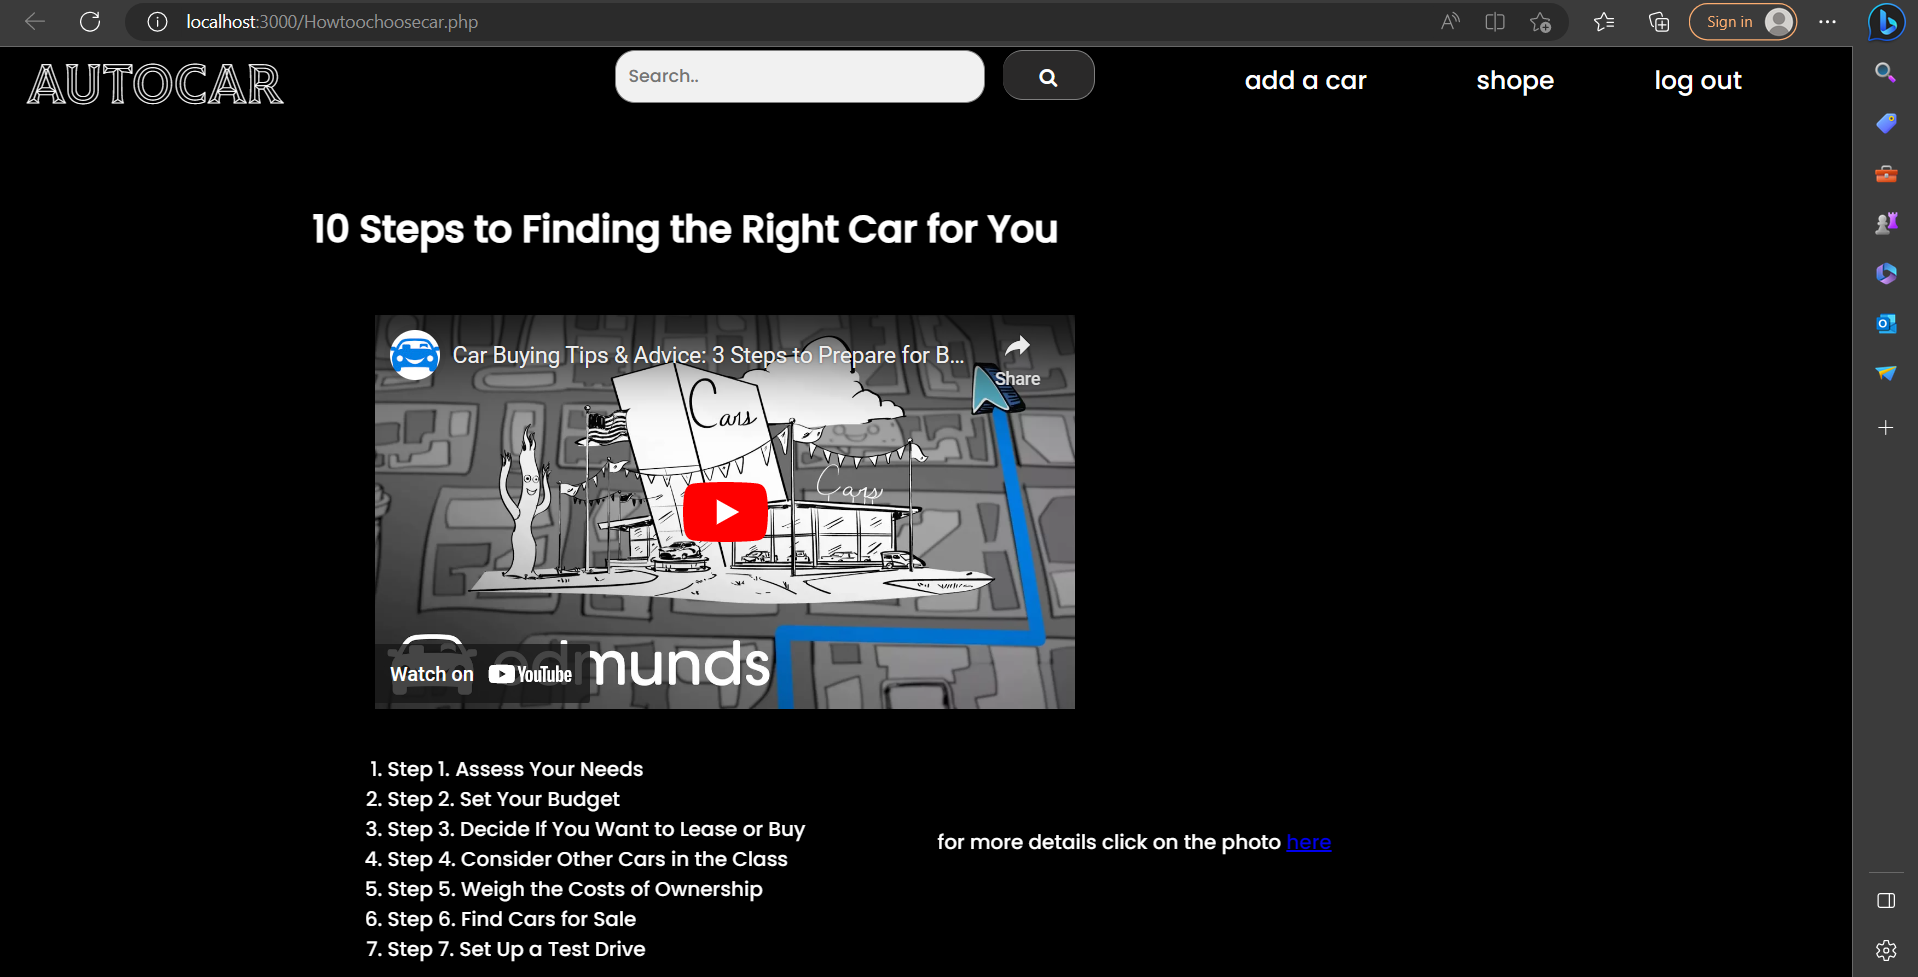 localhost:3000/Howtoochoosecar.php
Sign in
AUTOCAR
Search..
add a car
shope
log out
10 Steps to Finding the Right Car for You
Car Buying Tips & Advice: 3 Steps to Prepare for B...
Share
Cars
Cars
edmunds
Watch on YouTube
1. Step 1. Assess Your Needs
2. Step 2. Set Your Budget
3. Step 3. Decide If You Want to Lease or Buy
4. Step 4. Consider Other Cars in the Class
5. Step 5. Weigh the Costs of Ownership
6. Step 6. Find Cars for Sale
7. Step 7. Set Up a Test Drive
for more details click on the photo here